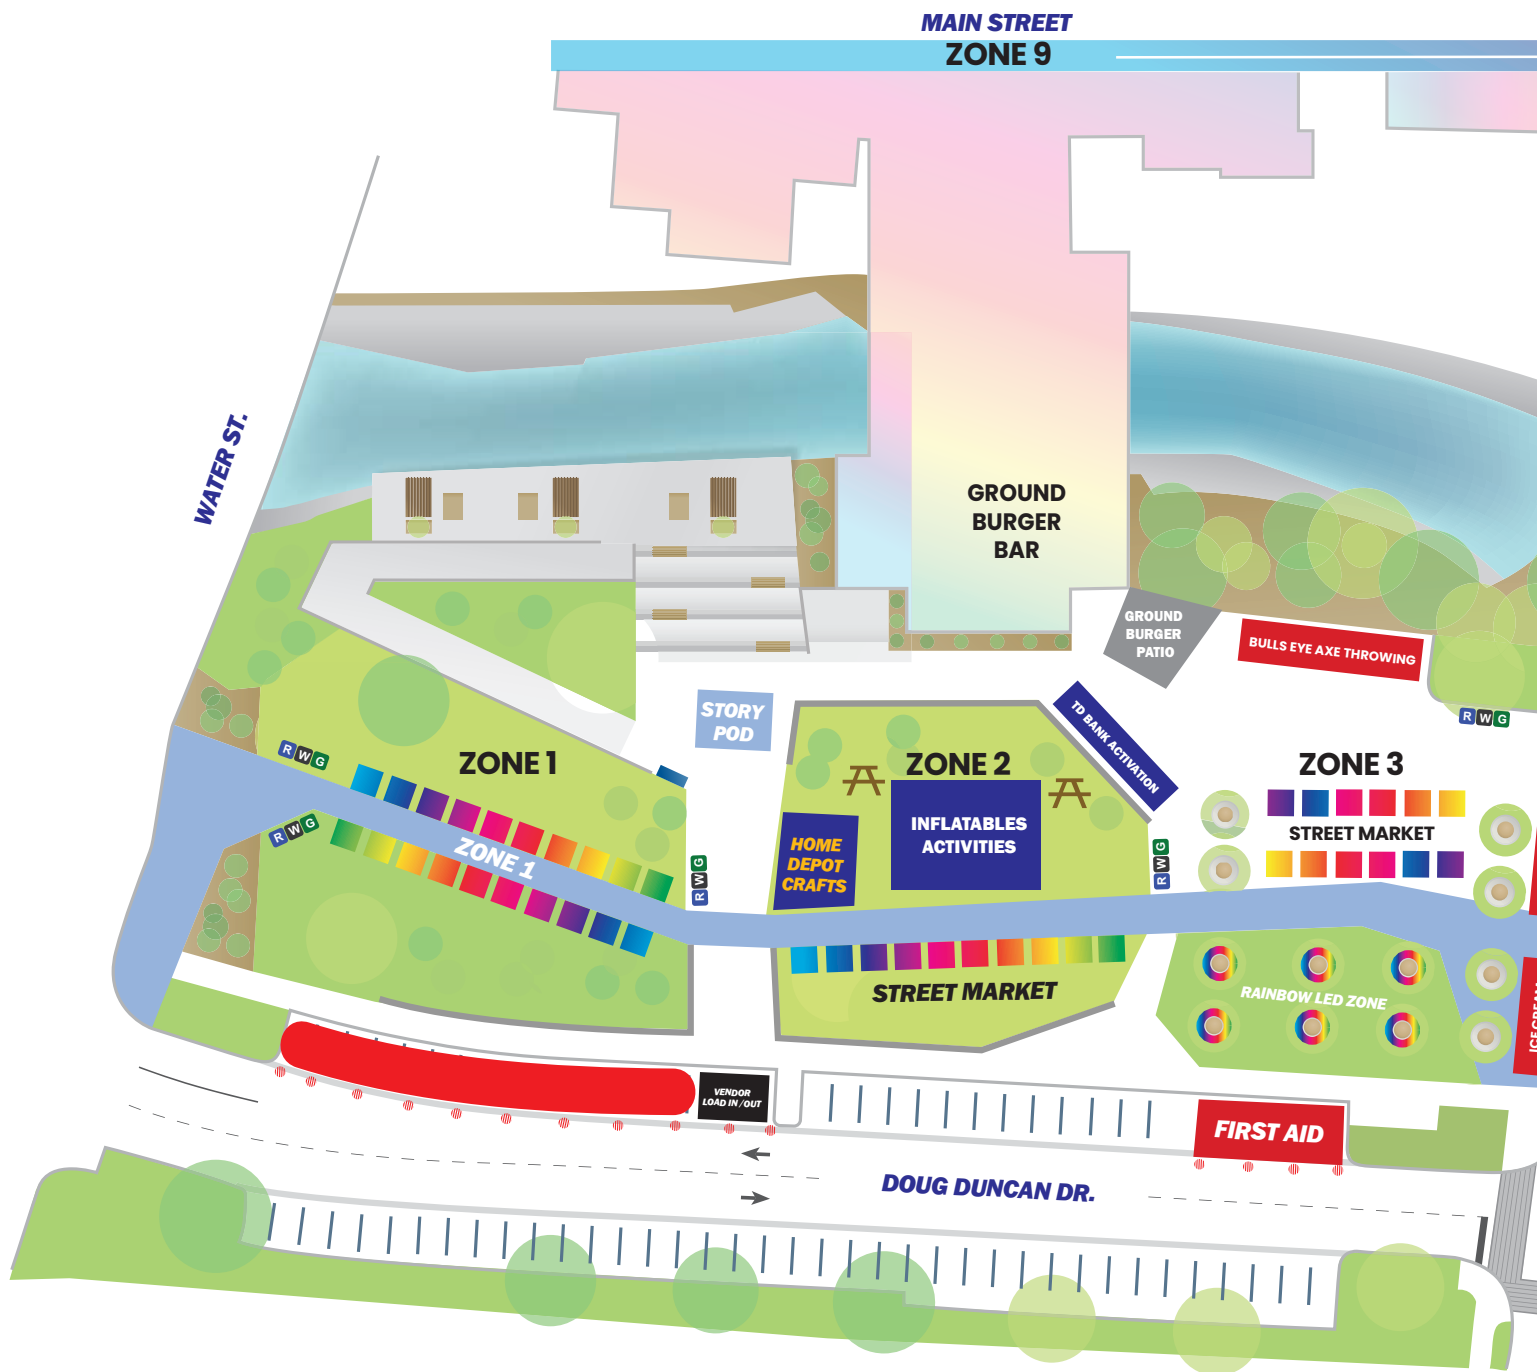 MAIN STREET
ZONE 9
WATER ST.
GROUND
BURGER
BAR
GROUND
BURGER
PATIO
BULLS EYE AXE THROWING
R W G
STORY
POD
TD BANK ACTIVATION
ZONE 1
ZONE 2
ZONE 3
R W G
R W G
ZONE 1
R W G
HOME
DEPOT
CRAFTS
INFLATABLES
ACTIVITIES
R W G
STREET MARKET
STREET MARKET
RAINBOW LED ZONE
ICE CREAM
VENDOR
LOAD IN/OUT
FIRST AID
DOUG DUNCAN DR.